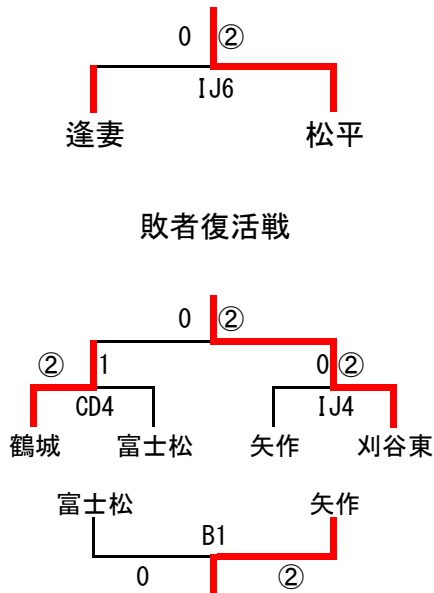 0 ②
IJ6
逢妻 松平
敗者復活戦
0 ②
② 1 0 ②
CD4 IJ4
鶴城 富士松 矢作 刈谷東
富士松 矢作
B1
0 ②